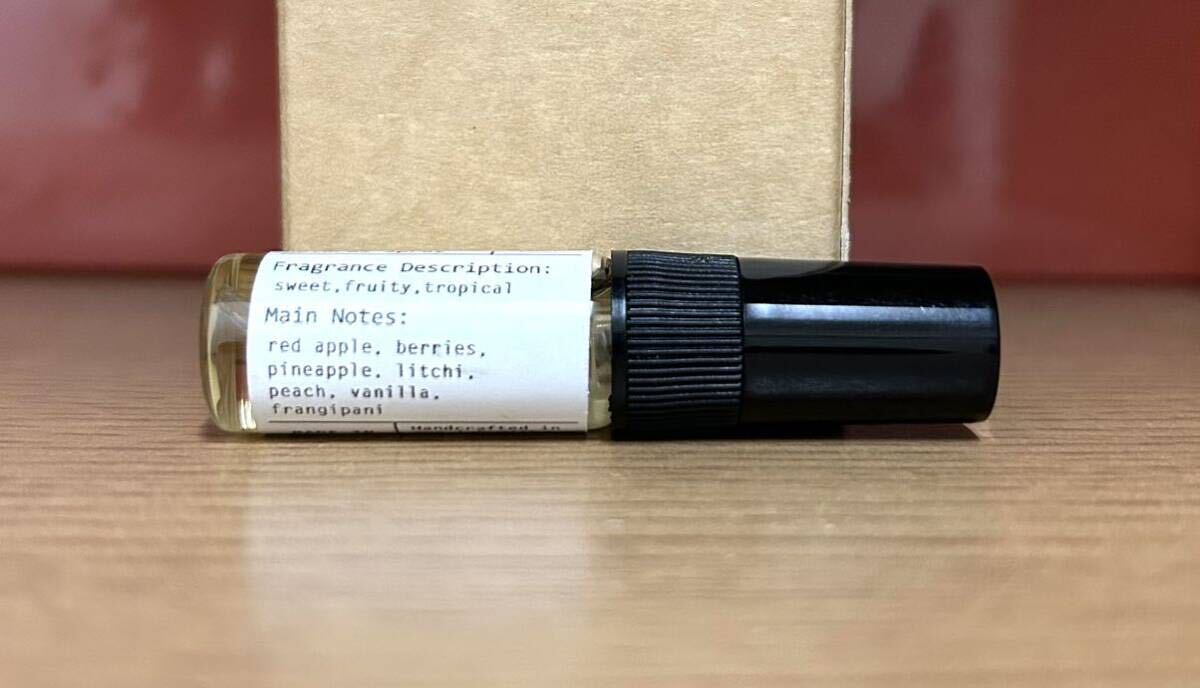 Fragrance Description:
sweet,fruity,tropical
Main Notes:
red apple, berries,
pineapple, litchi,
peach, vanilla,
frangipani
Handcrafted in